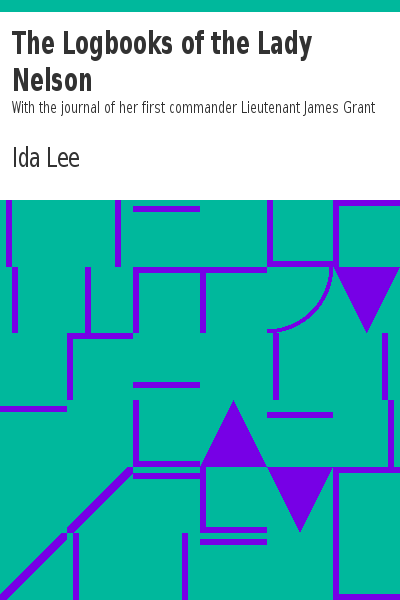 The Logbooks of the Lady
Nelson
With the journal of her first commander Lieutenant James Grant
Ida Lee